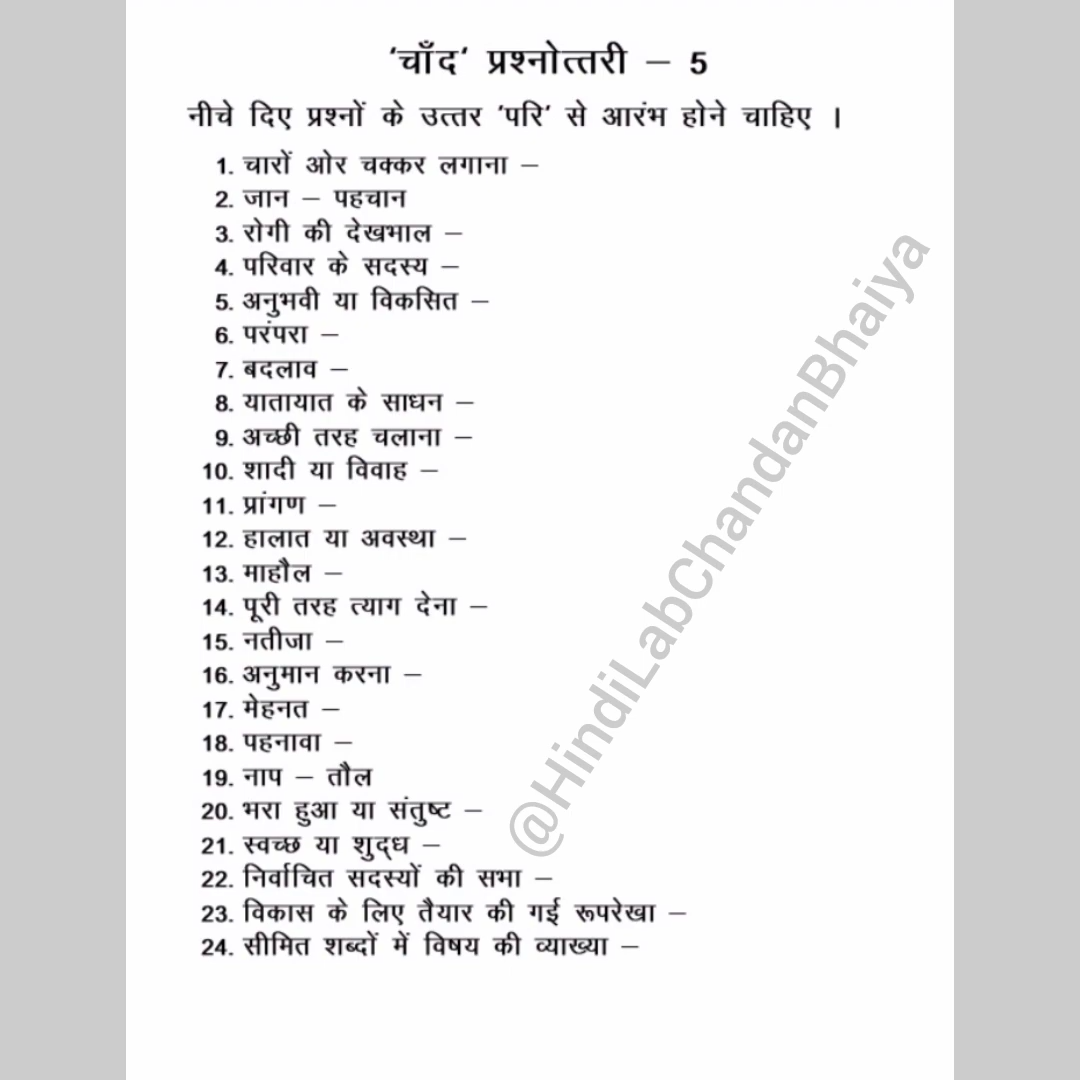 ‘चाँद’ प्रश्नोत्तरी – 5
नीचे दिए प्रश्नों के उत्तर ‘परि’ से आरंभ होने चाहिए ।
1. चारों ओर चक्कर लगाना –
2. जान – पहचान
3. रोगी की देखभाल –
4. परिवार के सदस्य –
5. अनुभवी या विकसित –
6. परंपरा –
7. बदलाव –
8. यातायात के साधन –
9. अच्छी तरह चलाना –
10. शादी या विवाह –
11. प्रांगण –
12. हालात या अवस्था –
13. माहौल –
14. पूरी तरह त्याग देना –
15. नतीजा –
16. अनुमान करना –
17. मेहनत –
18. पहनावा –
19. नाप – तौल
20. भरा हुआ या संतुष्ट –
21. स्वच्छ या शुद्ध –
22. निर्वाचित सदस्यों की सभा –
23. विकास के लिए तैयार की गई रूपरेखा –
24. सीमित शब्दों में विषय की व्याख्या –
@HindiLabChandanBhaiya